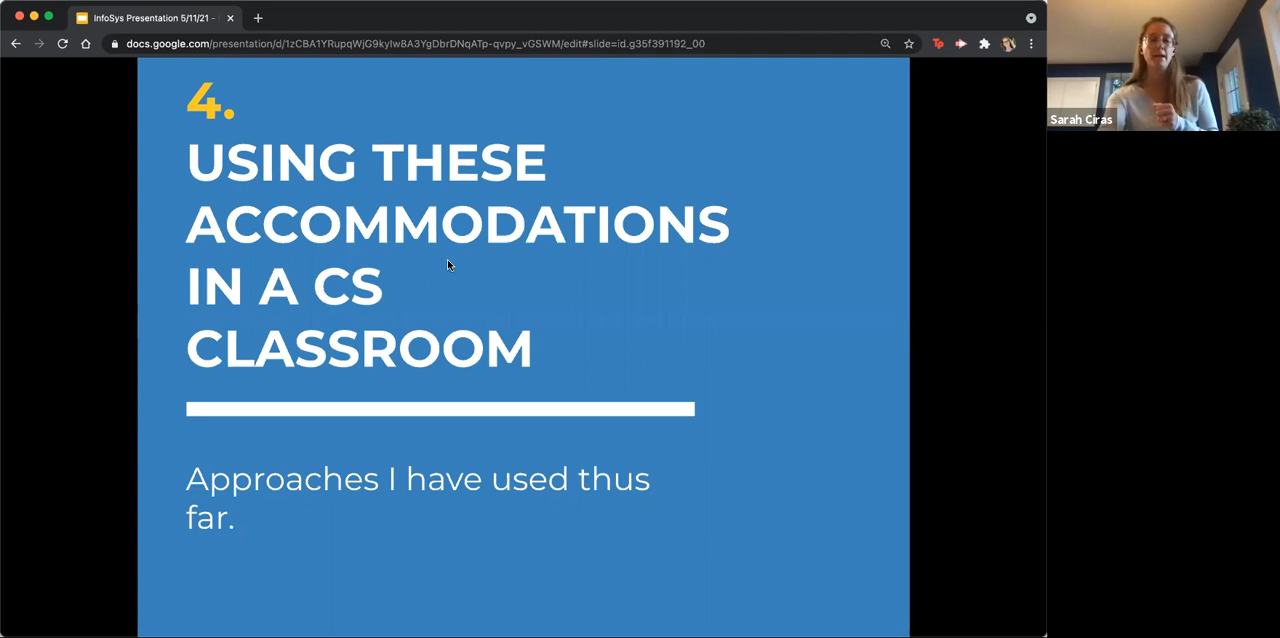 InfoSys Presentation 5/11/21 -
docs.google.com/presentation/d/1zCBA1YRupqWjG9kyIw8A3YgDbrDNqATp-qvpy_vGSWM/edit#slide=id.g35f391192_00
Sarah Ciras
4.
USING THESE
ACCOMMODATIONS
IN A CS
CLASSROOM
Approaches I have used thus
far.